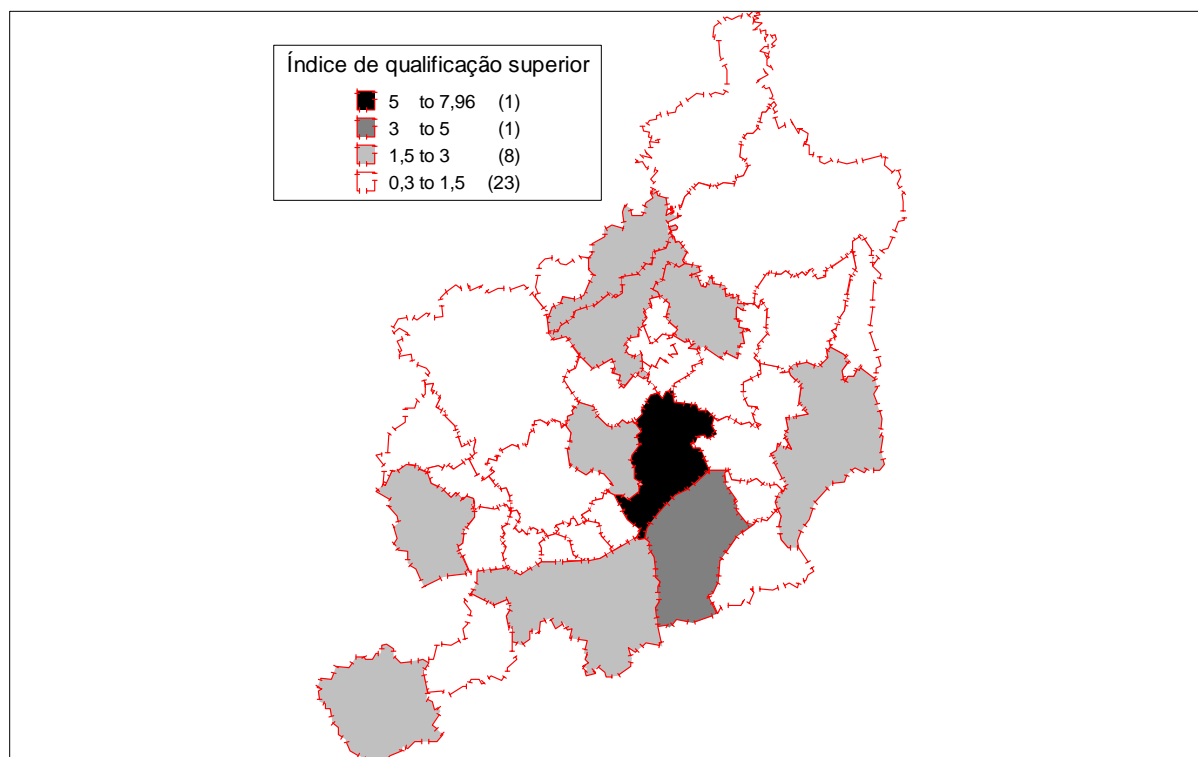 Índice de qualificação superior
5 to 7,96 (1)
3 to 5 (1)
1,5 to 3 (8)
0,3 to 1,5 (23)